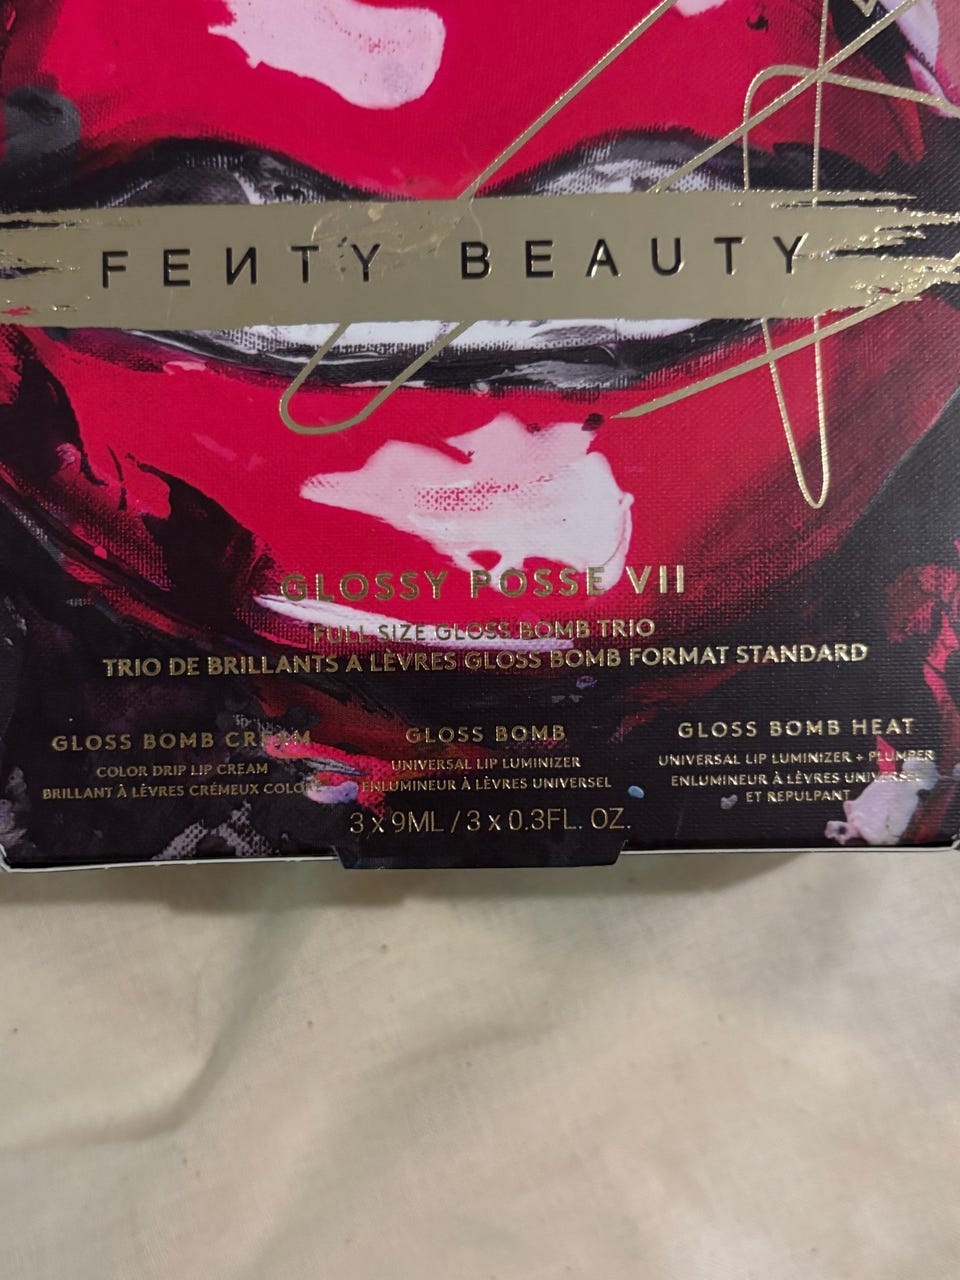 FEИTY BEAUTY
GLOSSY POSSE VII
FULL SIZE GLOSS BOMB TRIO
TRIO DE BRILLANTS À LÈVRES GLOSS BOMB FORMAT STANDARD
GLOSS BOMB CREAM
COLOR DRIP LIP CREAM
BRILLANT À LÈVRES CRÉMEUX COLORÉ
GLOSS BOMB
UNIVERSAL LIP LUMINIZER
ENLUMINEUR À LÈVRES UNIVERSEL
GLOSS BOMB HEAT
UNIVERSAL LIP LUMINIZER + PLUMPER
ENLUMINEUR À LÈVRES UNIVERSEL
ET REPULPANT
3 x 9ML / 3 x 0.3FL. OZ.